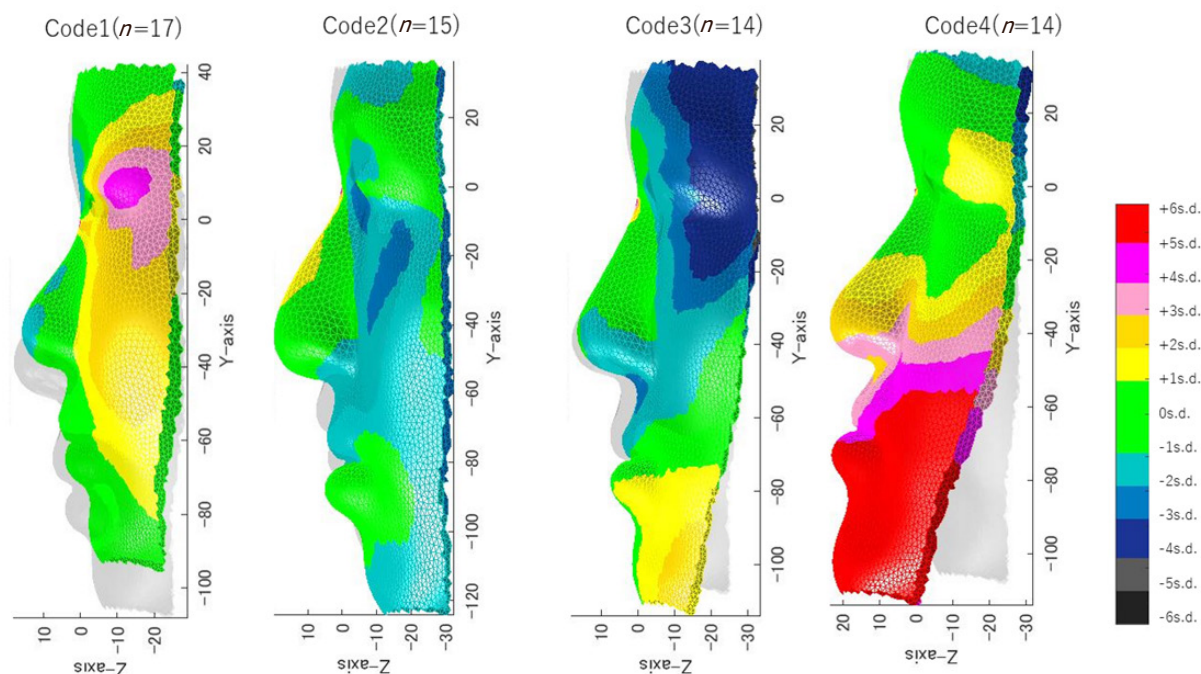 Code1(n=17)
Code2(n=15)
Code3(n=14)
Code4(n=14)
40
20
0
-20
-40
-60
-80
-100
Y-axis
10
0
-10
-20
Z-axis
20
0
-20
-40
-60
-80
-100
-120
Y-axis
10
0
-10
-20
-30
Z-axis
20
0
-20
-40
-60
-80
-100
Y-axis
10
0
-10
-20
-30
Z-axis
20
0
-20
-40
-60
-80
-100
Y-axis
20
10
0
-10
-20
-30
Z-axis
+6s.d.
+5s.d.
+4s.d.
+3s.d.
+2s.d.
+1s.d.
0s.d.
-1s.d.
-2s.d.
-3s.d.
-4s.d.
-5s.d.
-6s.d.